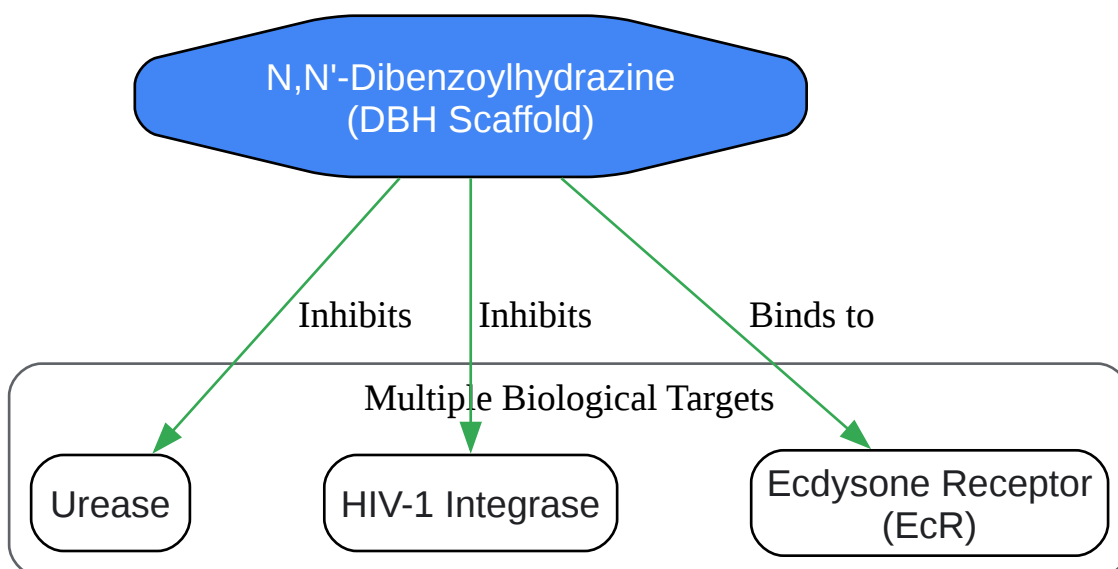 N,N'-Dibenzoylhydrazine
(DBH Scaffold)
Inhibits
Inhibits
Binds to
Multiple Biological Targets
Urease
HIV-1 Integrase
Ecdysone Receptor
(EcR)